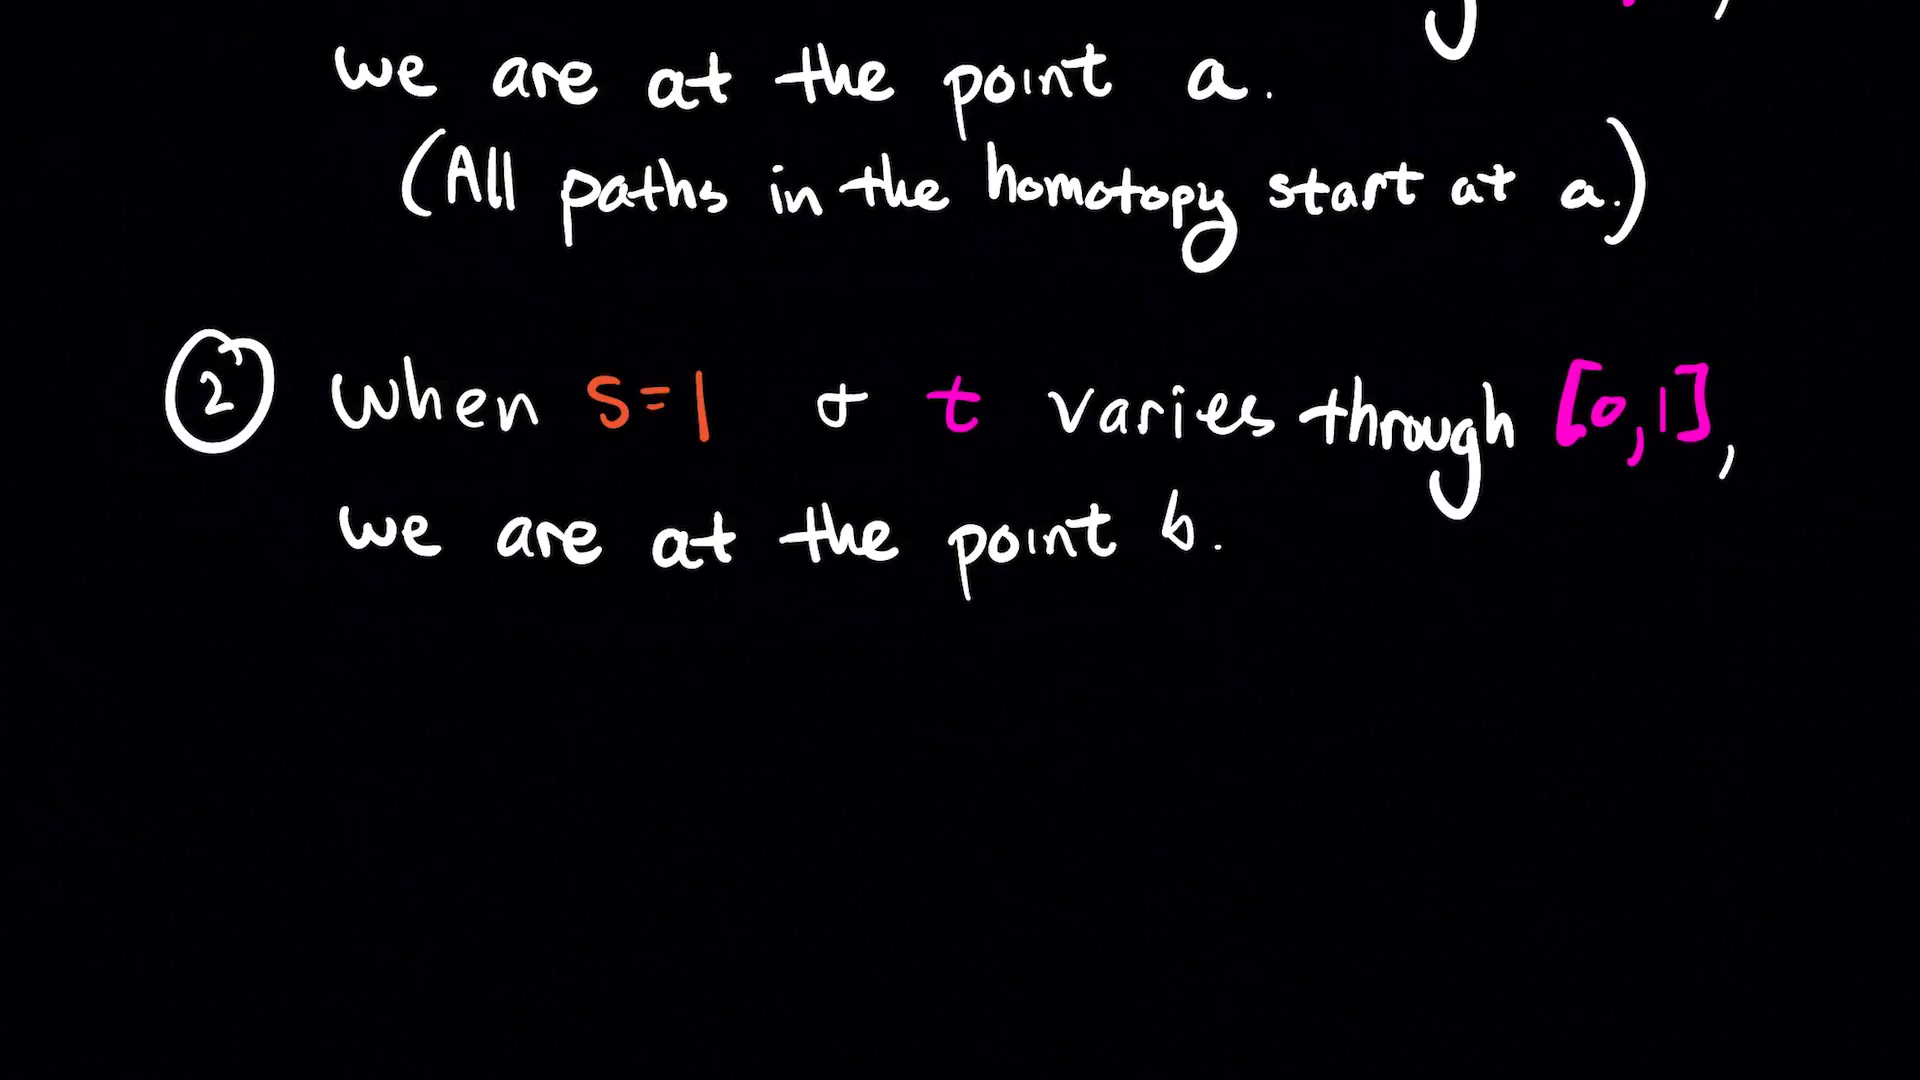 we are at the point a.
(All paths in the homotopy start at a.)
② When s=1 & t varies through [0,1],
we are at the point b.